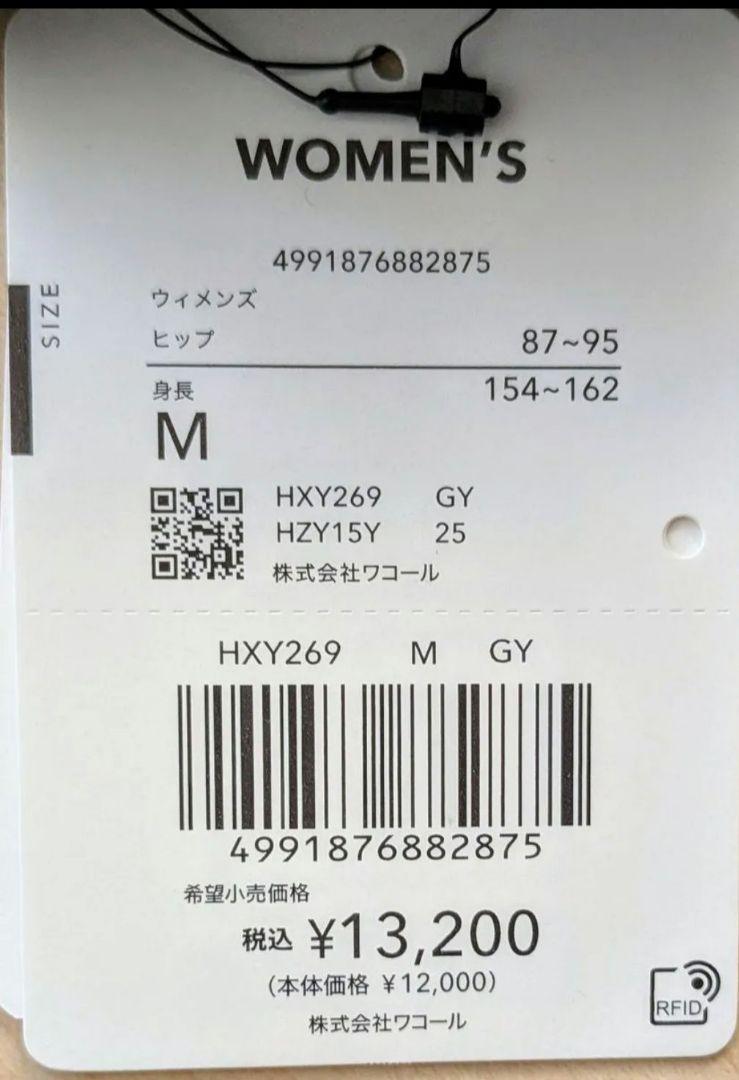 WOMEN'S
4991876882875
SIZE
ウィメンズ
ヒップ 87~95
身長 154~162
M
HXY269 GY
HZY15Y 25
株式会社ワコール
HXY269 M GY
4991876882875
希望小売価格
税込 ¥13,200
(本体価格 ¥12,000)
株式会社ワコール
RFID